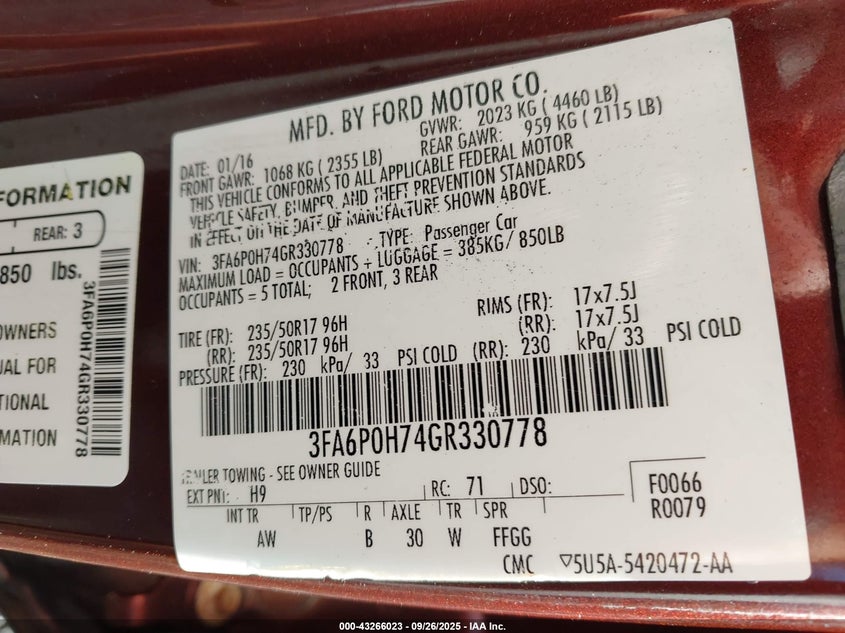 FORMATION
REAR: 3
850 lbs.
OWNERS
UAL FOR
TIONAL
MATION
3FA6P0H74GR330778
MFD. BY FORD MOTOR CO.
DATE: 01/16 GVWR: 2023 KG ( 4460 LB)
FRONT GAWR: 1068 KG ( 2355 LB) REAR GAWR: 959 KG ( 2115 LB)
THIS VEHICLE CONFORMS TO ALL APPLICABLE FEDERAL MOTOR
VEHICLE SAFETY, BUMPER, AND THEFT PREVENTION STANDARDS
IN EFFECT ON THE DATE OF MANUFACTURE SHOWN ABOVE.
VIN: 3FA6P0H74GR330778 TYPE: Passenger Car
MAXIMUM LOAD = OCCUPANTS + LUGGAGE = 385KG/ 850LB
OCCUPANTS = 5 TOTAL; 2 FRONT, 3 REAR
TIRE (FR): 235/50R17 96H RIMS (FR): 17x7.5J
(RR): 235/50R17 96H (RR): 17x7.5J
PRESSURE (FR): 230 kPa/ 33 PSI COLD (RR): 230 kPa/ 33 PSI COLD
3FA6P0H74GR330778
TRAILER TOWING - SEE OWNER GUIDE
EXT PNT: H9 RC: 71 DSO: F0066
INT TR TP/PS R AXLE TR SPR R0079
AW B 30 W FFGG
CMC ▽5U5A-5420472-AA
000-43266023 / 09/26/2025 - IAA Inc.